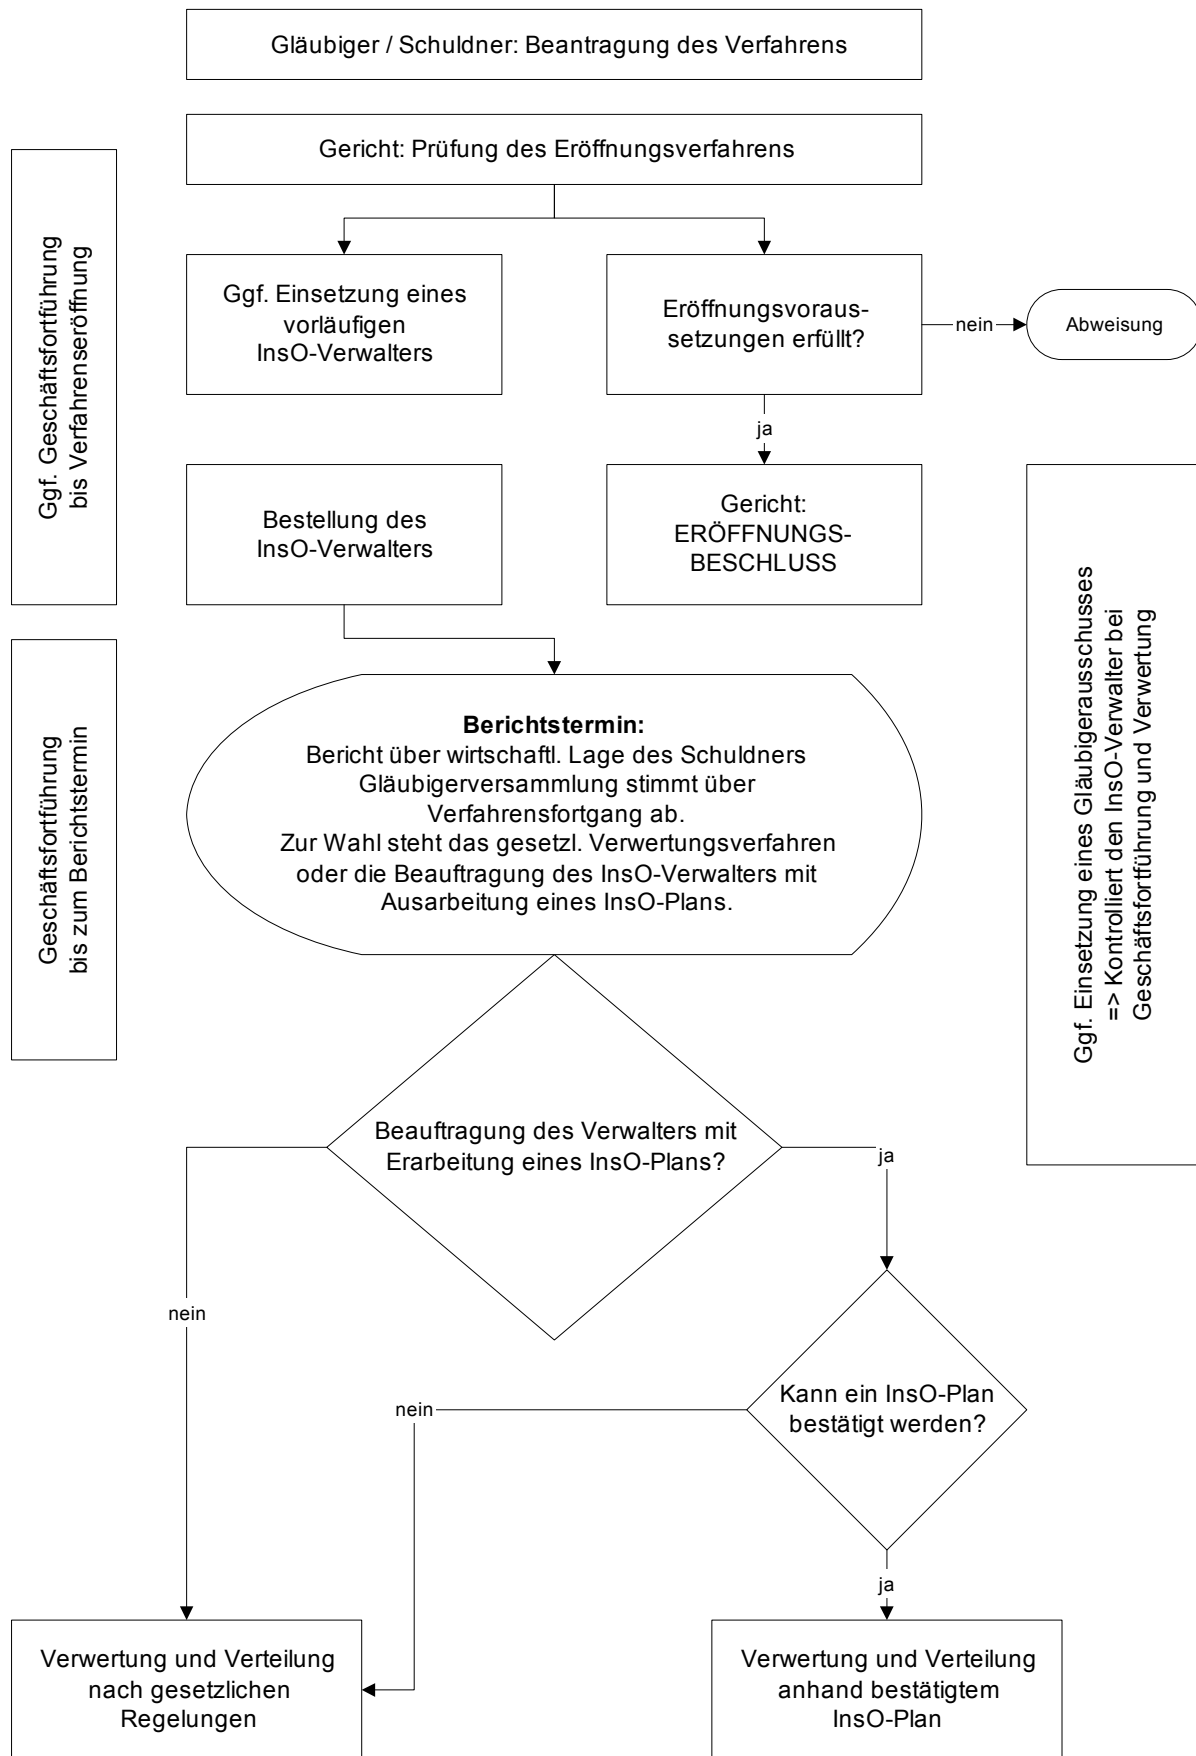 Gläubiger / Schuldner: Beantragung des Verfahrens
Gericht: Prüfung des Eröffnungsverfahrens
Ggf. Geschäftsfortführung
bis Verfahrenseröffnung
Ggf. Einsetzung eines
vorläufigen
InsO-Verwalters
Eröffnungsvoraus-
setzungen erfüllt?
nein
Abweisung
ja
Bestellung des
InsO-Verwalters
Gericht:
ERÖFFNUNGS-
BESCHLUSS
Ggf. Einsetzung eines Gläubigerausschusses
=> Kontrolliert den InsO-Verwalter bei
Geschäftsfortführung und Verwertung
Geschäftsfortführung
bis zum Berichtstermin
Berichtstermin:
Bericht über wirtschaftl. Lage des Schuldners
Gläubigerversammlung stimmt über
Verfahrensfortgang ab.
Zur Wahl steht das gesetzl. Verwertungsverfahren
oder die Beauftragung des InsO-Verwalters mit
Ausarbeitung eines InsO-Plans.
Beauftragung des Verwalters mit
Erarbeitung eines InsO-Plans?
ja
nein
Kann ein InsO-Plan
bestätigt werden?
nein
ja
Verwertung und Verteilung
nach gesetzlichen
Regelungen
Verwertung und Verteilung
anhand bestätigtem
InsO-Plan